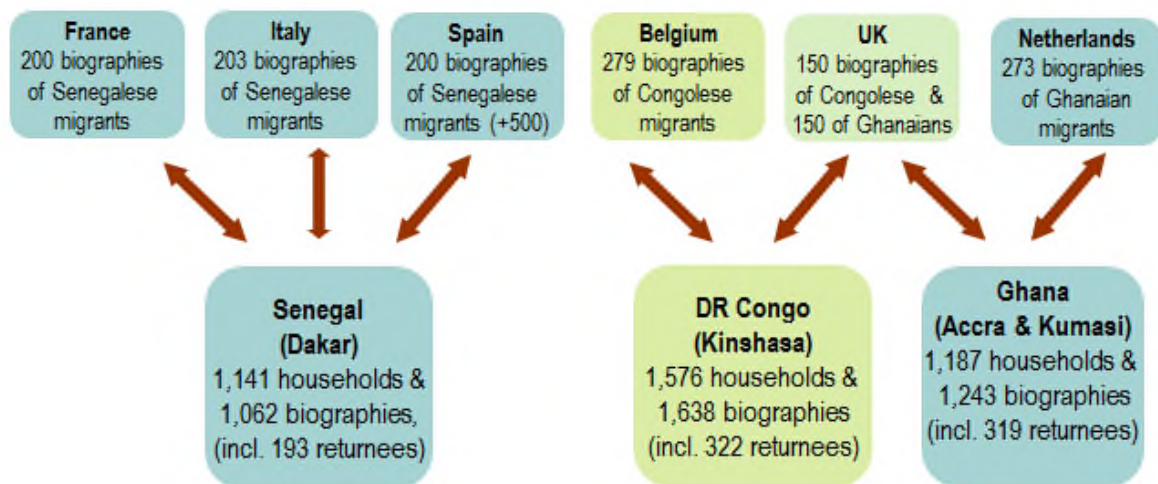 France
200 biographies
of Senegalese
migrants
Italy
203 biographies
of Senegalese
migrants
Spain
200 biographies
of Senegalese
migrants (+500)
Belgium
279 biographies
of Congolese
migrants
UK
150 biographies
of Congolese &
150 of Ghanaians
Netherlands
273 biographies
of Ghanaian
migrants
Senegal
(Dakar)
1,141 households &
1,062 biographies,
(incl. 193 returnees)
DR Congo
(Kinshasa)
1,576 households &
1,638 biographies
(incl. 322 returnees)
Ghana
(Accra & Kumasi)
1,187 households &
1,243 biographies
(incl. 319 returnees)